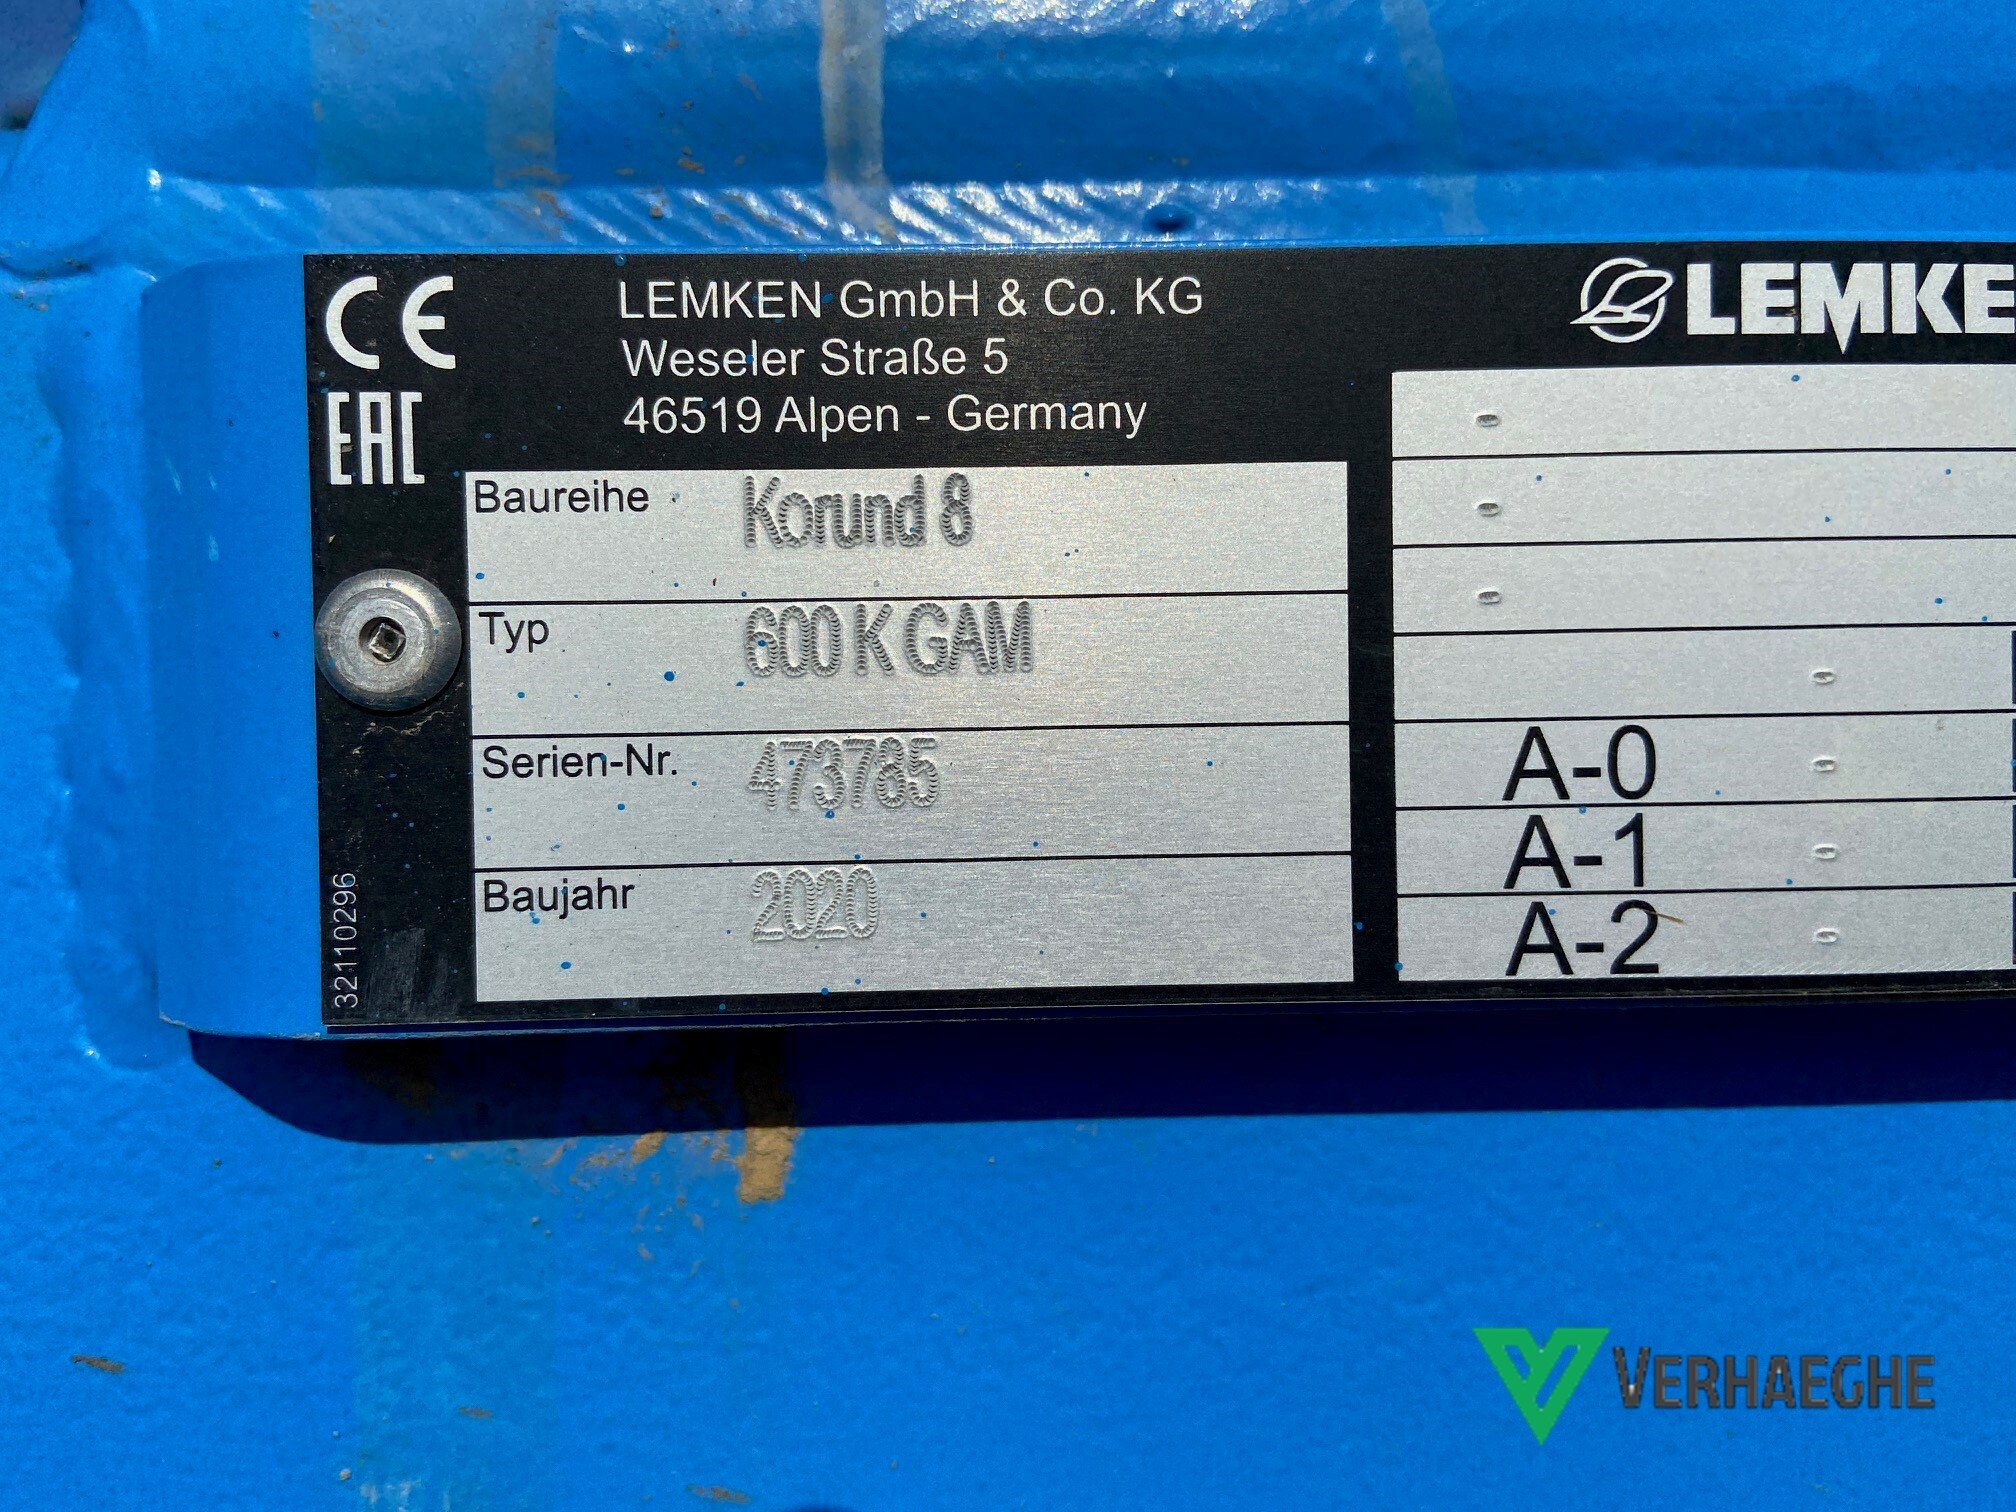 CE
EAC
LEMKEN GmbH & Co. KG
Weseler Straße 5
46519 Alpen - Germany
LEMKE
Baureihe Korund 8
Typ 600 K GAM
Serien-Nr. 473785
Baujahr 2020
32110296
-
-
-
-
A-0 -
A-1 -
A-2 -
VERHAEGHE